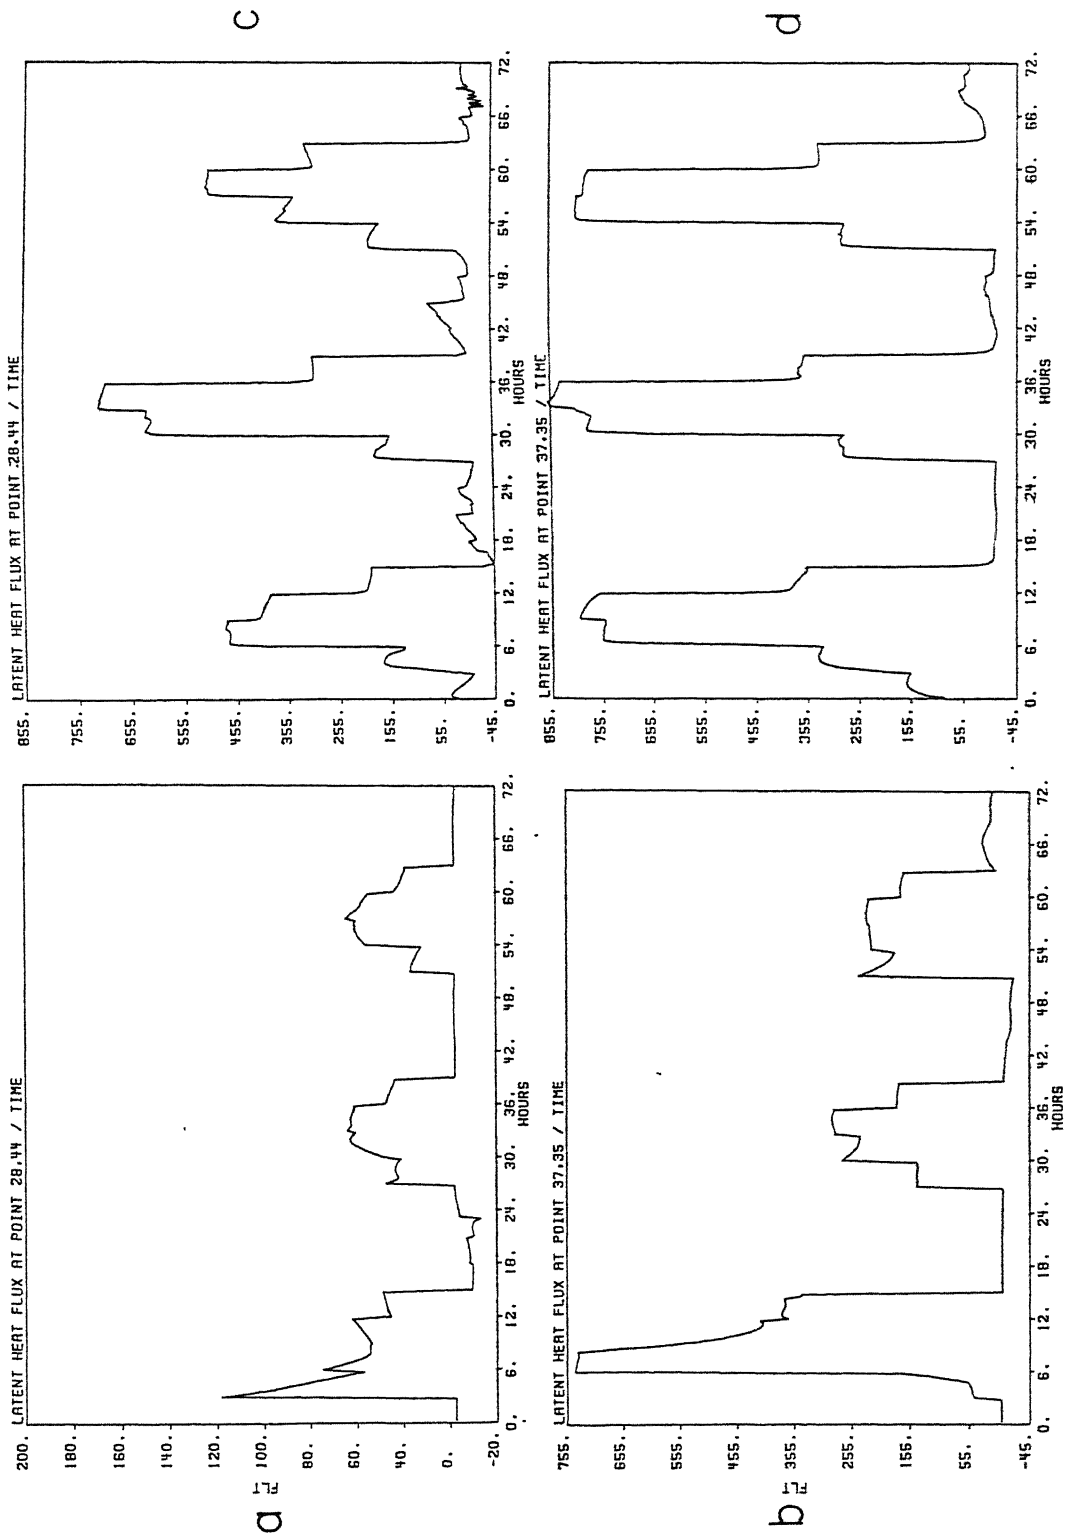 a
LATENT HEAT FLUX AT POINT 28.44 / TIME
200.
180.
160.
140.
120.
100.
80.
60.
40.
20.
0.
-20.
FLT
0. 6. 12. 18. 24. 30. 36. 42. 48. 54. 60. 66. 72.
HOURS
b
LATENT HEAT FLUX AT POINT 37.35 / TIME
755.
655.
555.
455.
355.
255.
155.
55.
-45.
FLT
0. 6. 12. 18. 24. 30. 36. 42. 48. 54. 60. 66. 72.
HOURS
c
LATENT HEAT FLUX AT POINT 28.44 / TIME
855.
755.
655.
555.
455.
355.
255.
155.
55.
-45.
0. 6. 12. 18. 24. 30. 36. 42. 48. 54. 60. 66. 72.
HOURS
d
LATENT HEAT FLUX AT POINT 37.35 / TIME
855.
755.
655.
555.
455.
355.
255.
155.
55.
-45.
0. 6. 12. 18. 24. 30. 36. 42. 48. 54. 60. 66. 72.
HOURS